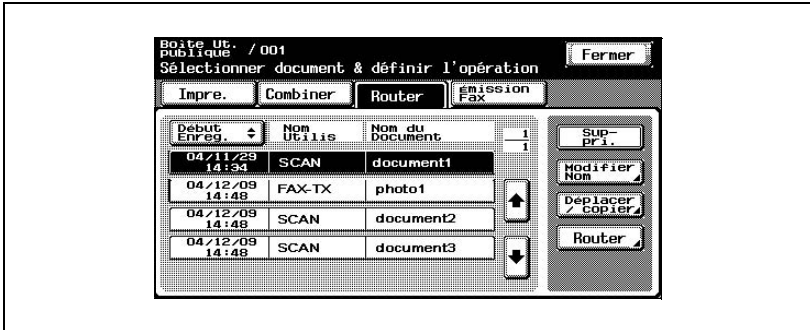 Boîte Ut.
publique / 001
Sélectionner document & définir l'opération
Fermer
Impre. Combiner Router Émission
Fax
Début
Enreg. Nom
Utilis Nom du
Document 1
1
04/11/29
14:34 SCAN document1
04/12/09
14:48 FAX-TX photo1
04/12/09
14:48 SCAN document2
04/12/09
14:48 SCAN document3
Sup-
pri.
Modifier
Nom
Déplacer
/ copier
Router